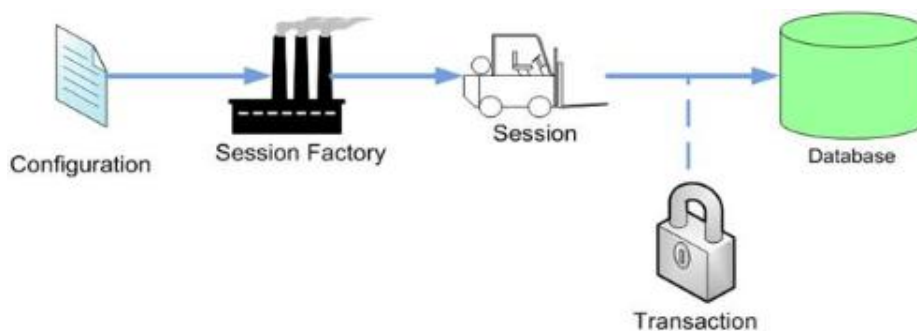 Configuration
Session Factory
Session
Database
Transaction